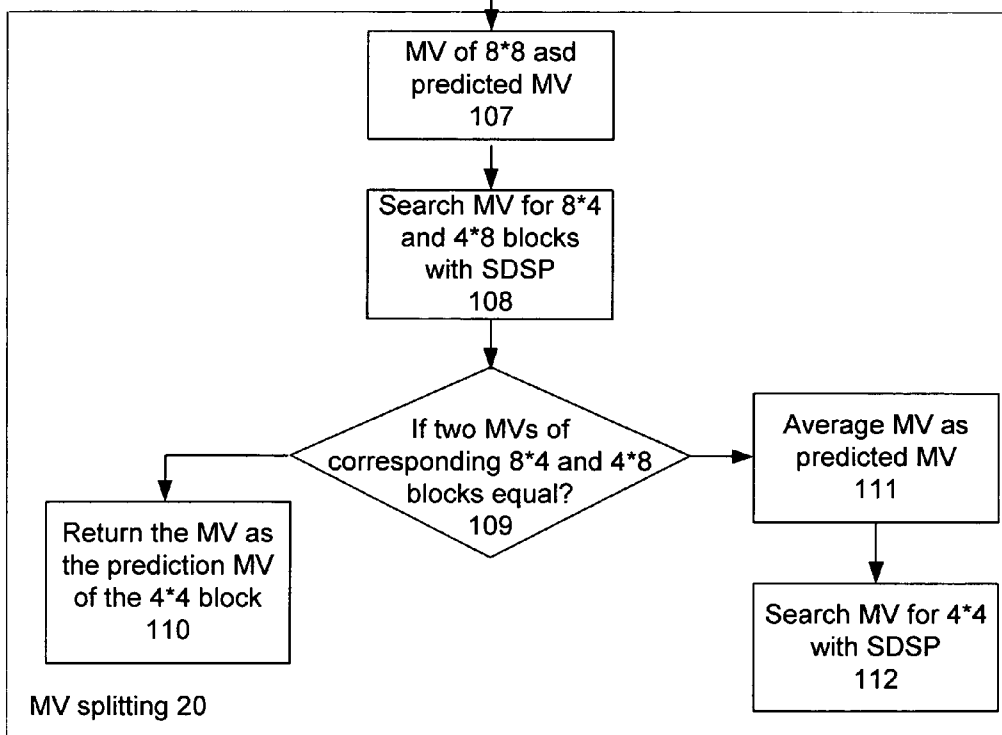 MV of 8*8 asd
predicted MV
107
Search MV for 8*4
and 4*8 blocks
with SDSP
108
If two MVs of
corresponding 8*4 and 4*8
blocks equal?
109
Return the MV as
the prediction MV
of the 4*4 block
110
Average MV as
predicted MV
111
Search MV for 4*4
with SDSP
112
MV splitting 20